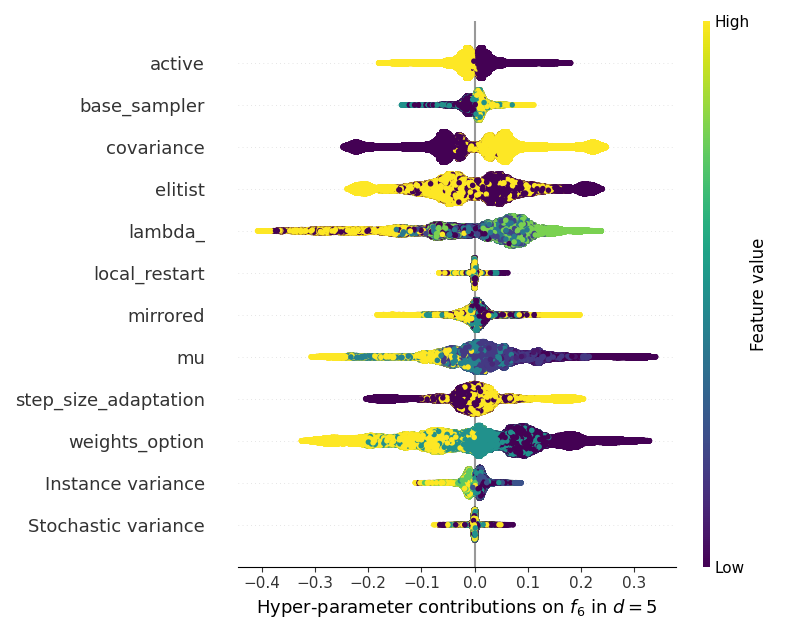 High
active
base_sampler
covariance
elitist
lambda_
local_restart
mirrored
mu
step_size_adaptation
weights_option
Instance variance
Stochastic variance
Feature value
Low
−0.4 −0.3 −0.2 −0.1 0.0 0.1 0.2 0.3
Hyper-parameter contributions on f₆ in d = 5